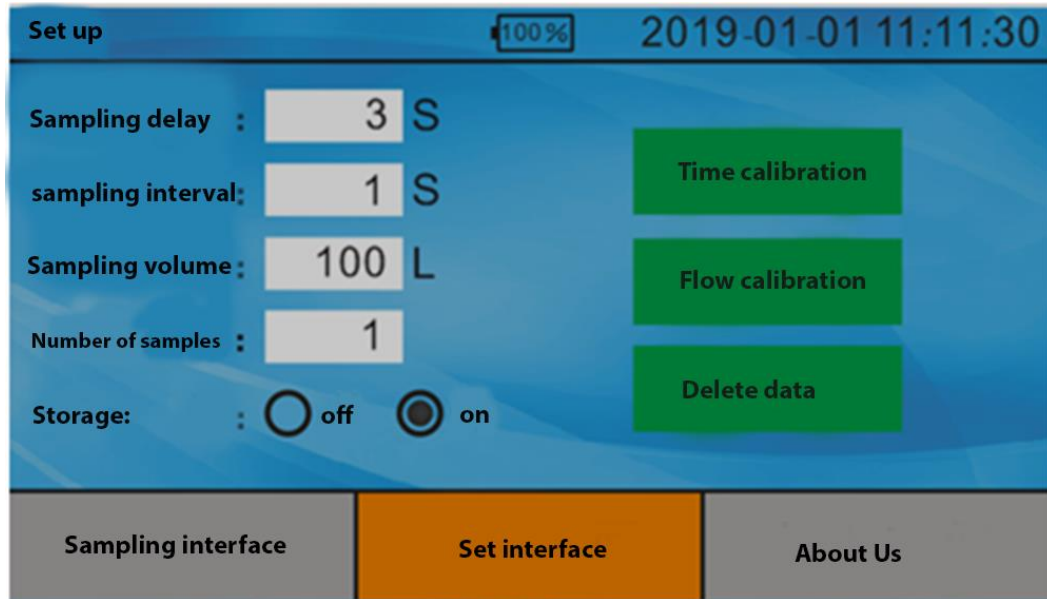 Set up 100% 2019-01-01 11:11:30
Sampling delay : 3 S
sampling interval: 1 S
Sampling volume: 100 L
Number of samples : 1
Storage: : off on
Time calibration
Flow calibration
Delete data
Sampling interface Set interface About Us